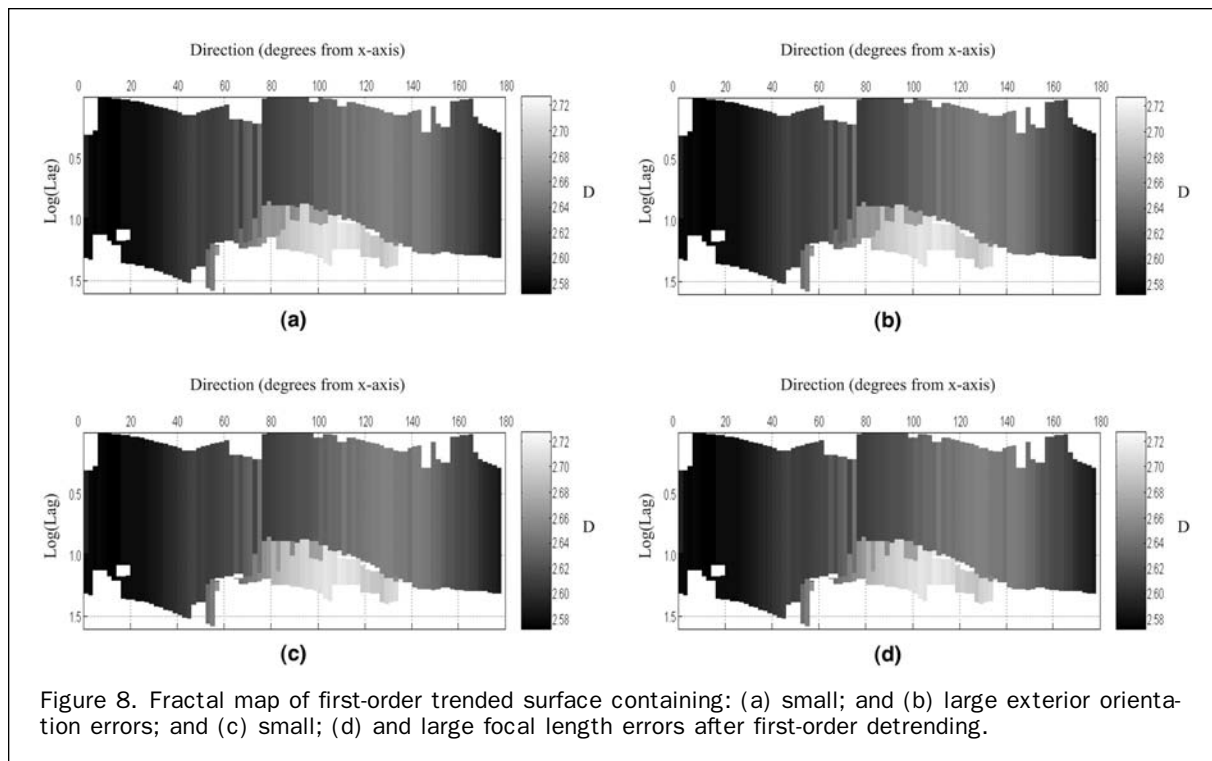 Direction (degrees from x-axis)
0 20 40 60 80 100 120 140 160 180
Log(Lag)
0.5
1.0
1.5
2.72
2.70
2.68
2.66
2.64
2.62
2.60
2.58
D
(a)
Direction (degrees from x-axis)
0 20 40 60 80 100 120 140 160 180
Log(Lag)
0.5
1.0
1.5
2.72
2.70
2.68
2.66
2.64
2.62
2.60
2.58
D
(b)
Direction (degrees from x-axis)
0 20 40 60 80 100 120 140 160 180
Log(Lag)
0.5
1.0
1.5
2.72
2.70
2.68
2.66
2.64
2.62
2.60
2.58
D
(c)
Direction (degrees from x-axis)
0 20 40 60 80 100 120 140 160 180
Log(Lag)
0.5
1.0
1.5
2.72
2.70
2.68
2.66
2.64
2.62
2.60
2.58
D
(d)
Figure 8. Fractal map of first-order trended surface containing: (a) small; and (b) large exterior orienta-
tion errors; and (c) small; (d) and large focal length errors after first-order detrending.